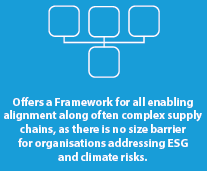 Offers a Framework for all enabling
alignment along often complex supply
chains, as there is no size barrier
for organisations addressing ESG
and climate risks.